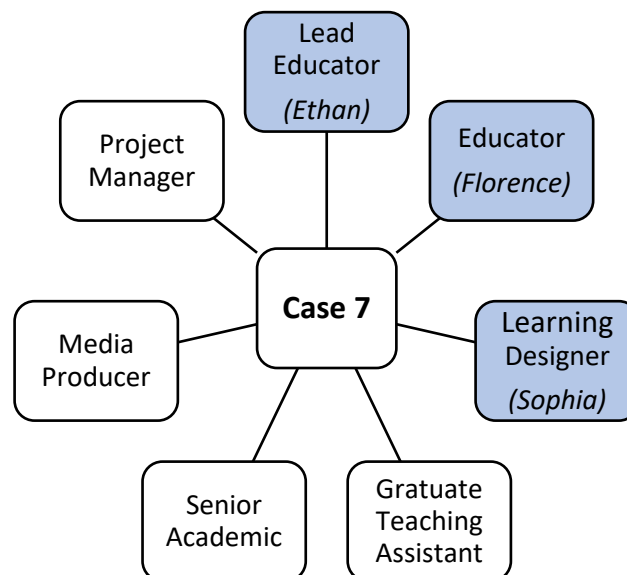 Lead
Educator
(Ethan)
Educator
(Florence)
Project
Manager
Case 7
Learning
Designer
(Sophia)
Media
Producer
Senior
Academic
Gratuate
Teaching
Assistant